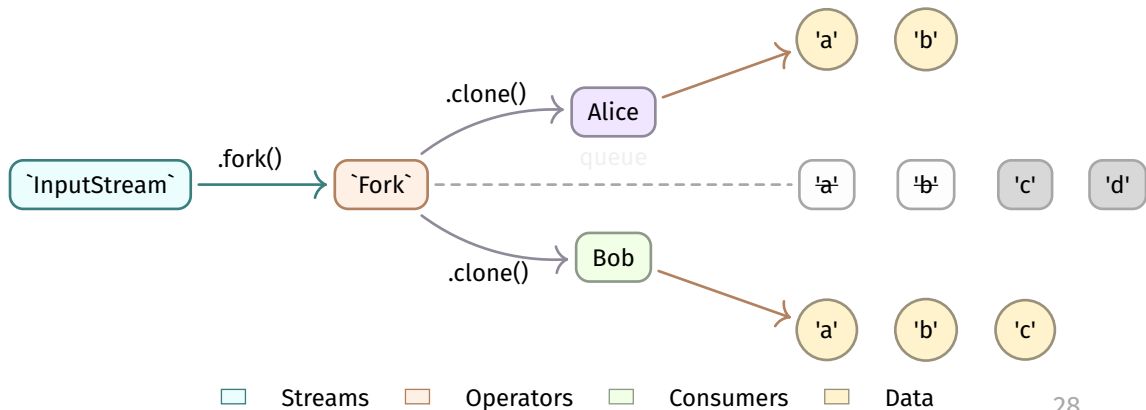 'a' 'b'
.clone()
Alice
queue
.fork()
`InputStream` `Fork` 'a' 'b' 'c' 'd'
Bob
.clone()
'a' 'b' 'c'
Streams Operators Consumers Data
28